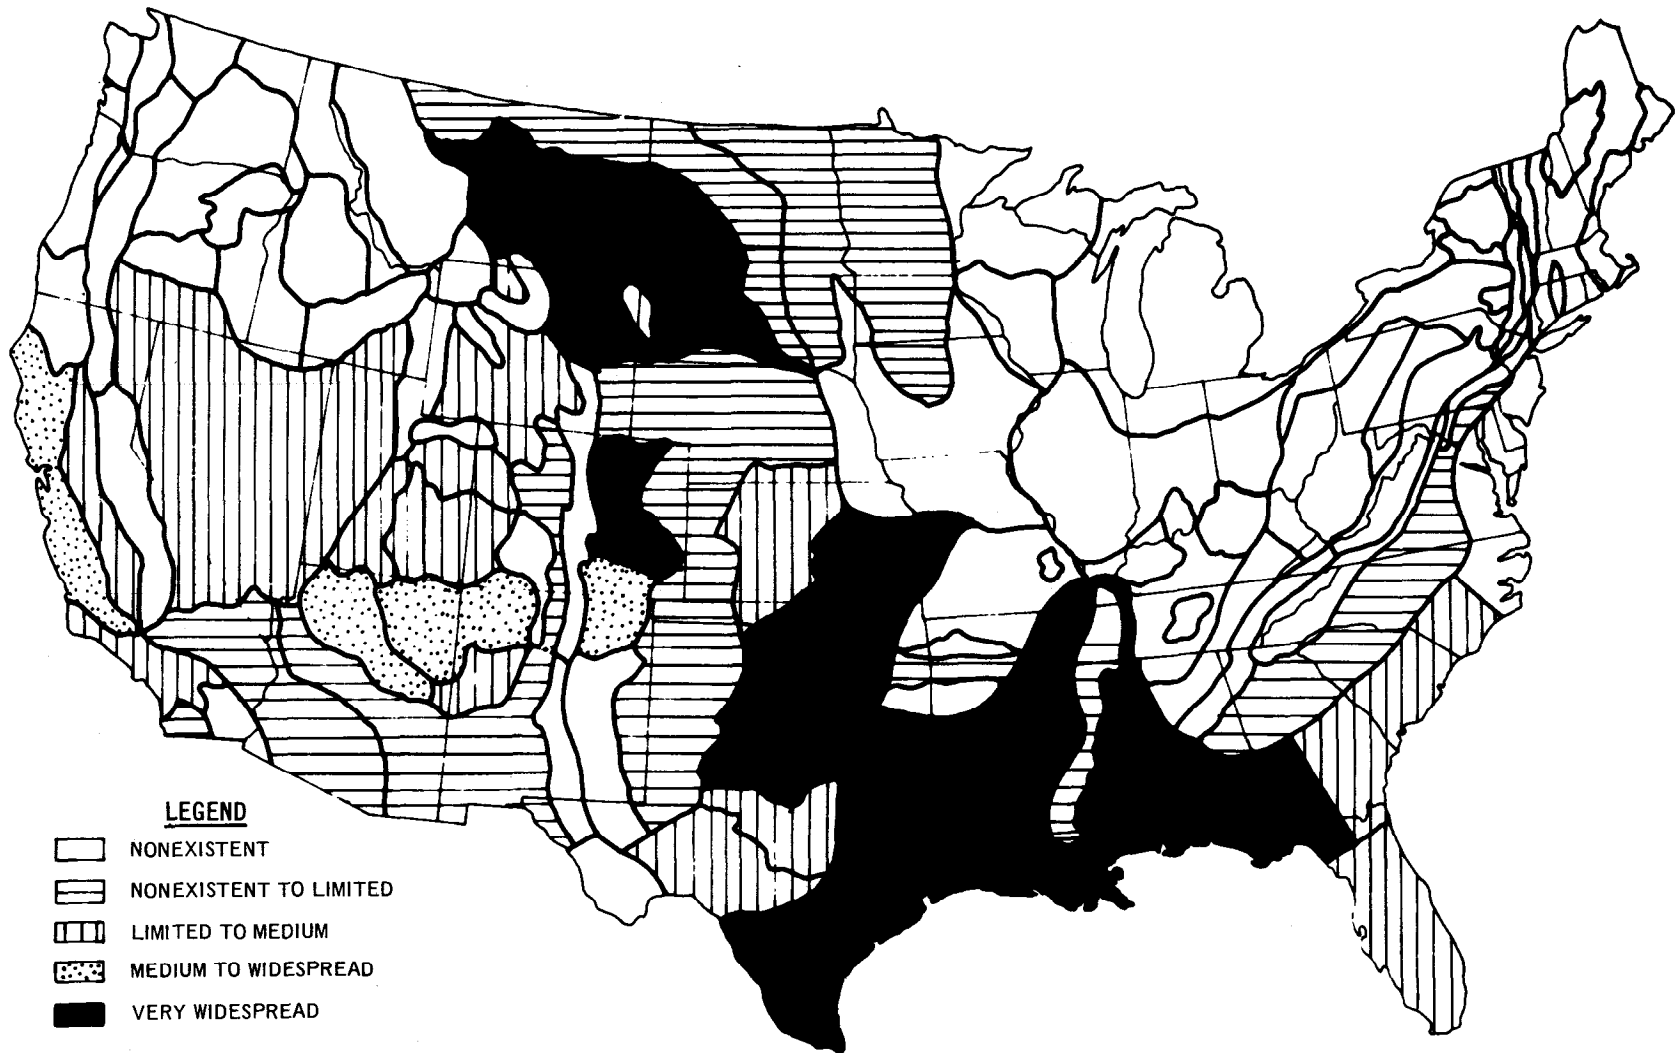 LEGEND
NONEXISTENT
NONEXISTENT TO LIMITED
LIMITED TO MEDIUM
MEDIUM TO WIDESPREAD
VERY WIDESPREAD